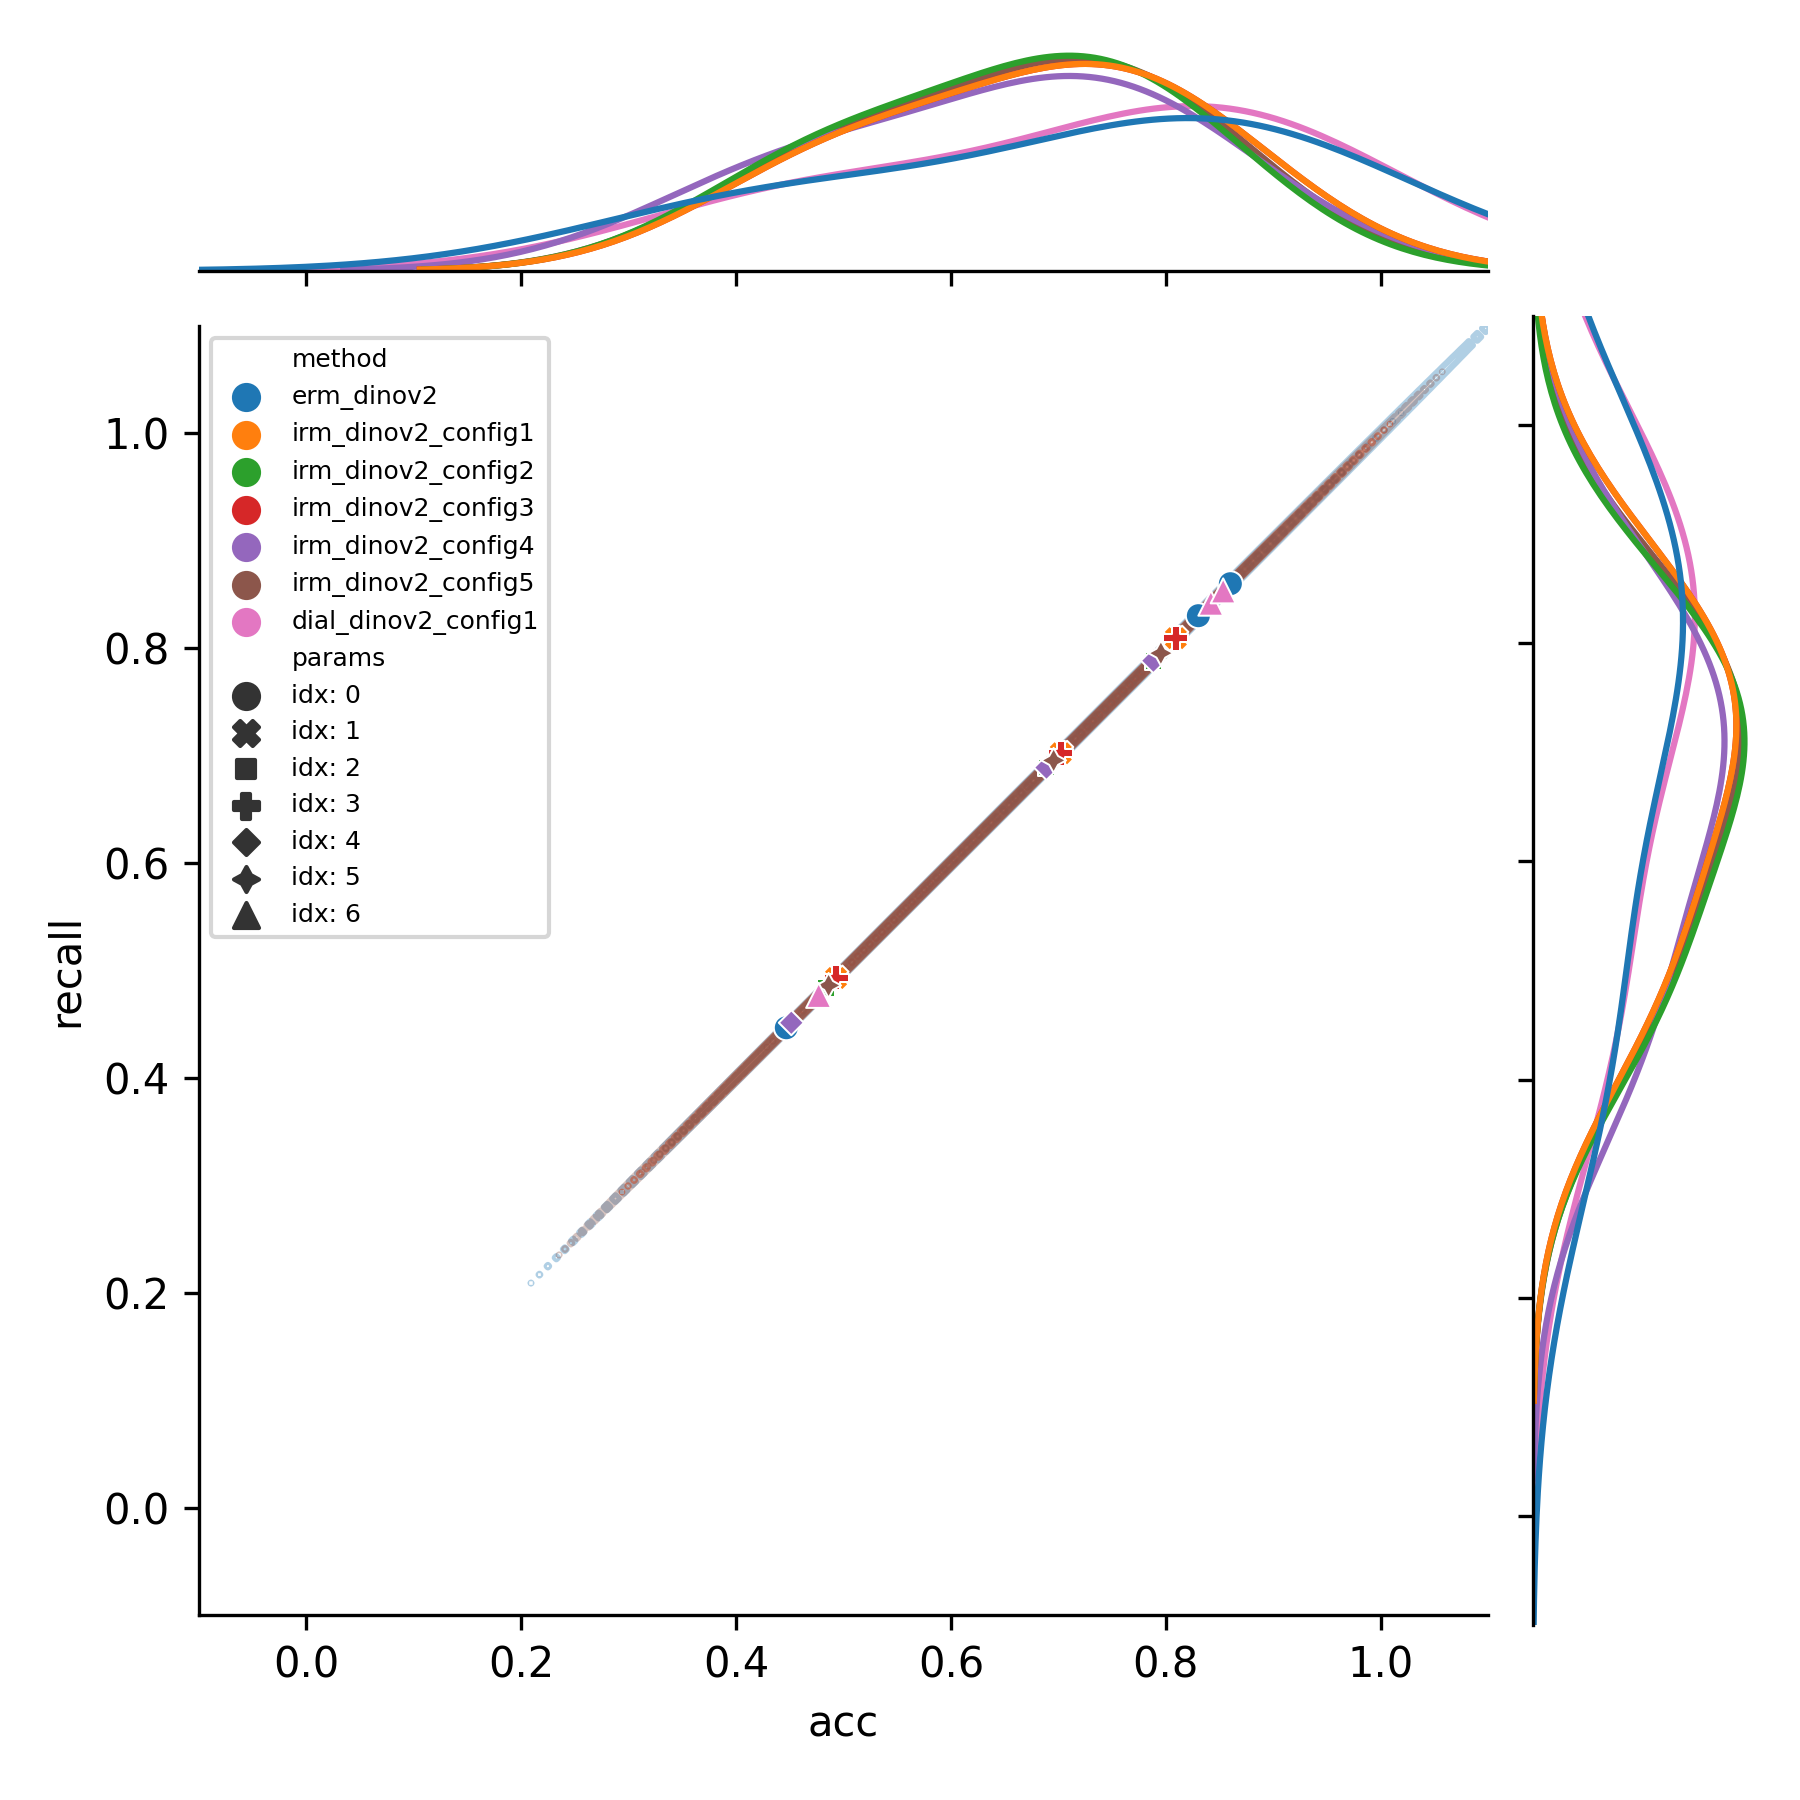 method
erm_dinov2
irm_dinov2_config1
irm_dinov2_config2
irm_dinov2_config3
irm_dinov2_config4
irm_dinov2_config5
dial_dinov2_config1
params
idx: 0
idx: 1
idx: 2
idx: 3
idx: 4
idx: 5
idx: 6
1.0
0.8
0.6
0.4
0.2
0.0
recall
0.0 0.2 0.4 0.6 0.8 1.0
acc